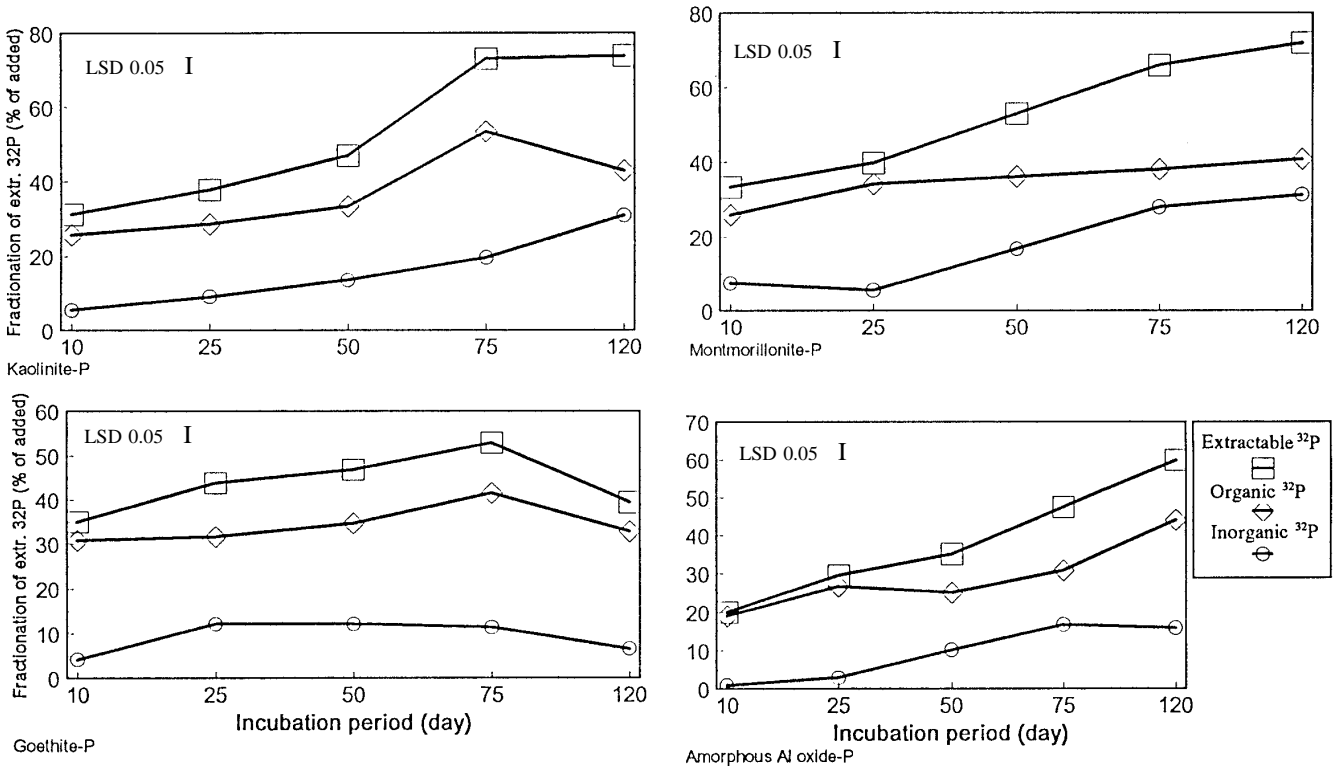 Fractionation of extr. 32P (% of added)
80
60
40
20
0
LSD 0.05 I
10 25 50 75 120
Kaolinite-P
80
60
40
20
0
LSD 0.05 I
10 25 50 75 120
Montmorillonite-P
Fractionation of extr. 32P (% of added)
60
50
40
30
20
10
0
LSD 0.05 I
10 25 50 75 120
Incubation period (day)
Goethite-P
70
60
50
40
30
20
10
0
LSD 0.05 I
10 25 50 75 120
Incubation period (day)
Amorphous Al oxide-P
Extractable ³²P
Organic ³²P
Inorganic ³²P